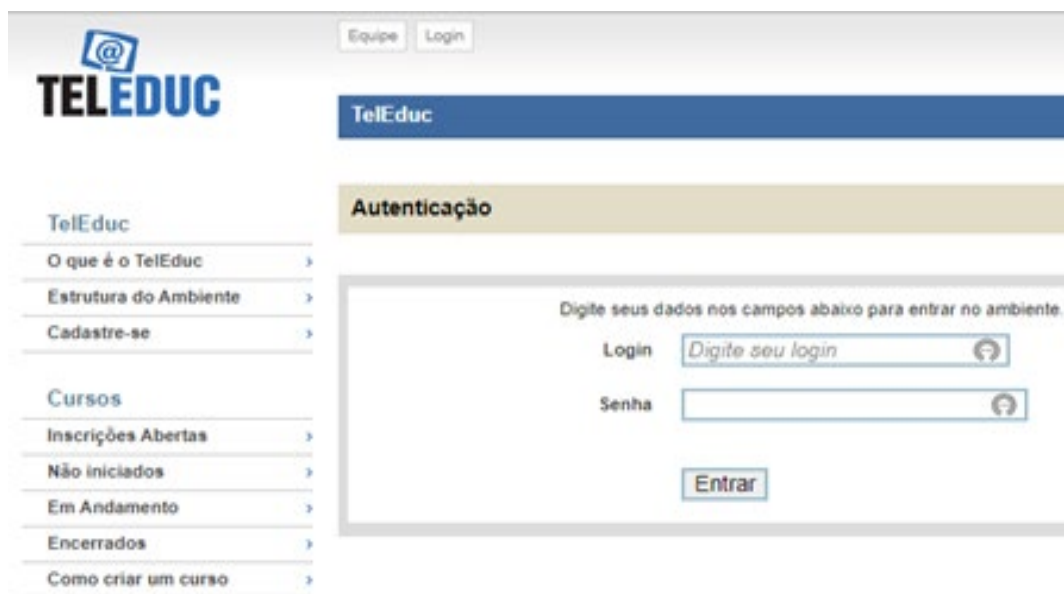 @
TELEDUC
Equipe Login
TelEduc
Autenticação
TelEduc
O que é o TelEduc
Estrutura do Ambiente
Cadastre-se
Cursos
Inscrições Abertas
Não iniciados
Em Andamento
Encerrados
Como criar um curso
Digite seus dados nos campos abaixo para entrar no ambiente.
Login Digite seu login
Senha
Entrar